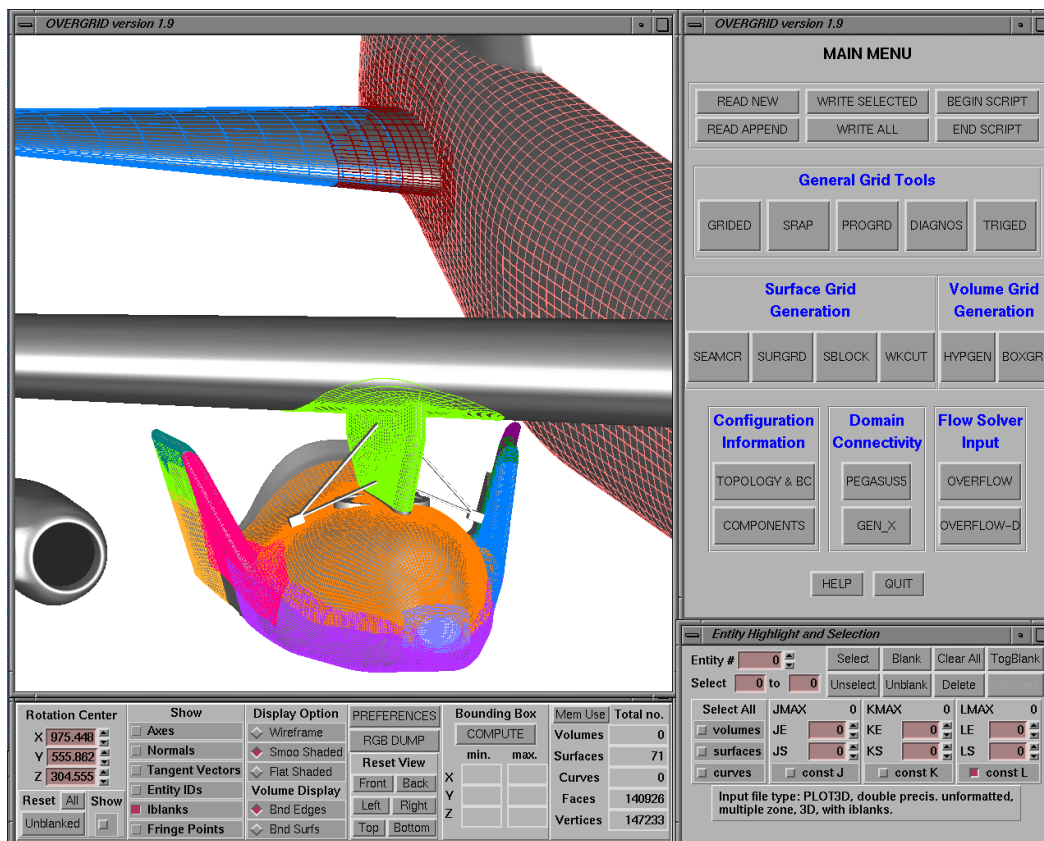 OVERGRID version 1.9
OVERGRID version 1.9
MAIN MENU
READ NEW WRITE SELECTED BEGIN SCRIPT
READ APPEND WRITE ALL END SCRIPT
General Grid Tools
GRIDED SRAP PROGRD DIAGNOS TRIGED
Surface Grid Generation
Volume Grid Generation
SEAMCR SURGRD SBLOCK WKCUT HYPGEN BOXGR
Configuration Information
Domain Connectivity
Flow Solver Input
TOPOLOGY & BC PEGASUS5 OVERFLOW
COMPONENTS GEN_X OVERFLOW-D
HELP QUIT
Entity Highlight and Selection
Entity # 0 Select Blank Clear All TogBlank
Select 0 to 0 Unselect Unblank Delete
Select All JMAX 0 KMAX 0 LMAX 0
volumes JE 0 KE 0 LE 0
surfaces JS 0 KS 0 LS 0
curves const J const K const L
Input file type: PLOT3D, double precis. unformatted,
multiple zone, 3D, with iblanks.
Rotation Center
X 975.448
Y 555.862
Z 304.555
Reset All Show
Unblanked
Show
Axes
Normals
Tangent Vectors
Entity IDs
Iblanks
Fringe Points
Display Option
Wireframe
Smoo Shaded
Flat Shaded
Volume Display
Bnd Edges
Bnd Surfs
PREFERENCES
RGB DUMP
Reset View
Front Back
Left Right
Top Bottom
Bounding Box
COMPUTE
min. max.
X
Y
Z
Mem Use Total no.
Volumes 0
Surfaces 71
Curves 0
Faces 140926
Vertices 147233